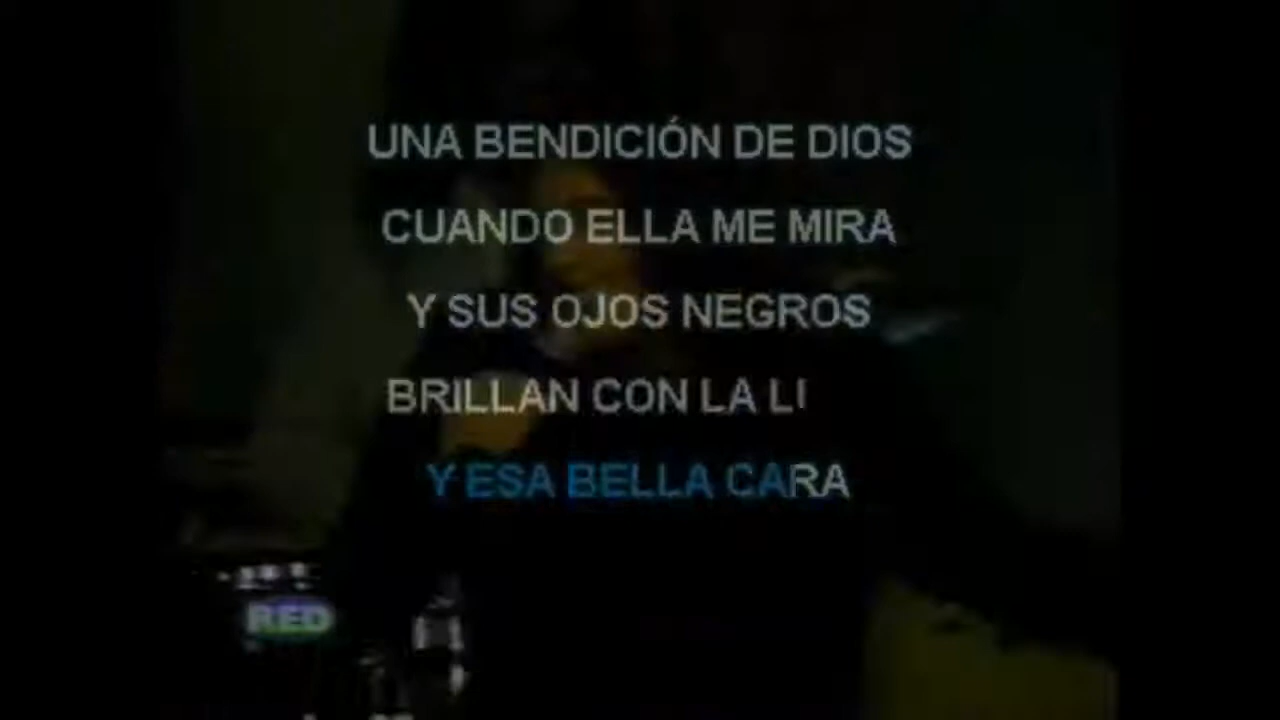 UNA BENDICIÓN DE DIOS
CUANDO ELLA ME MIRA
Y SUS OJOS NEGROS
BRILLAN CON LA
Y ESA BELLA CARA
RED